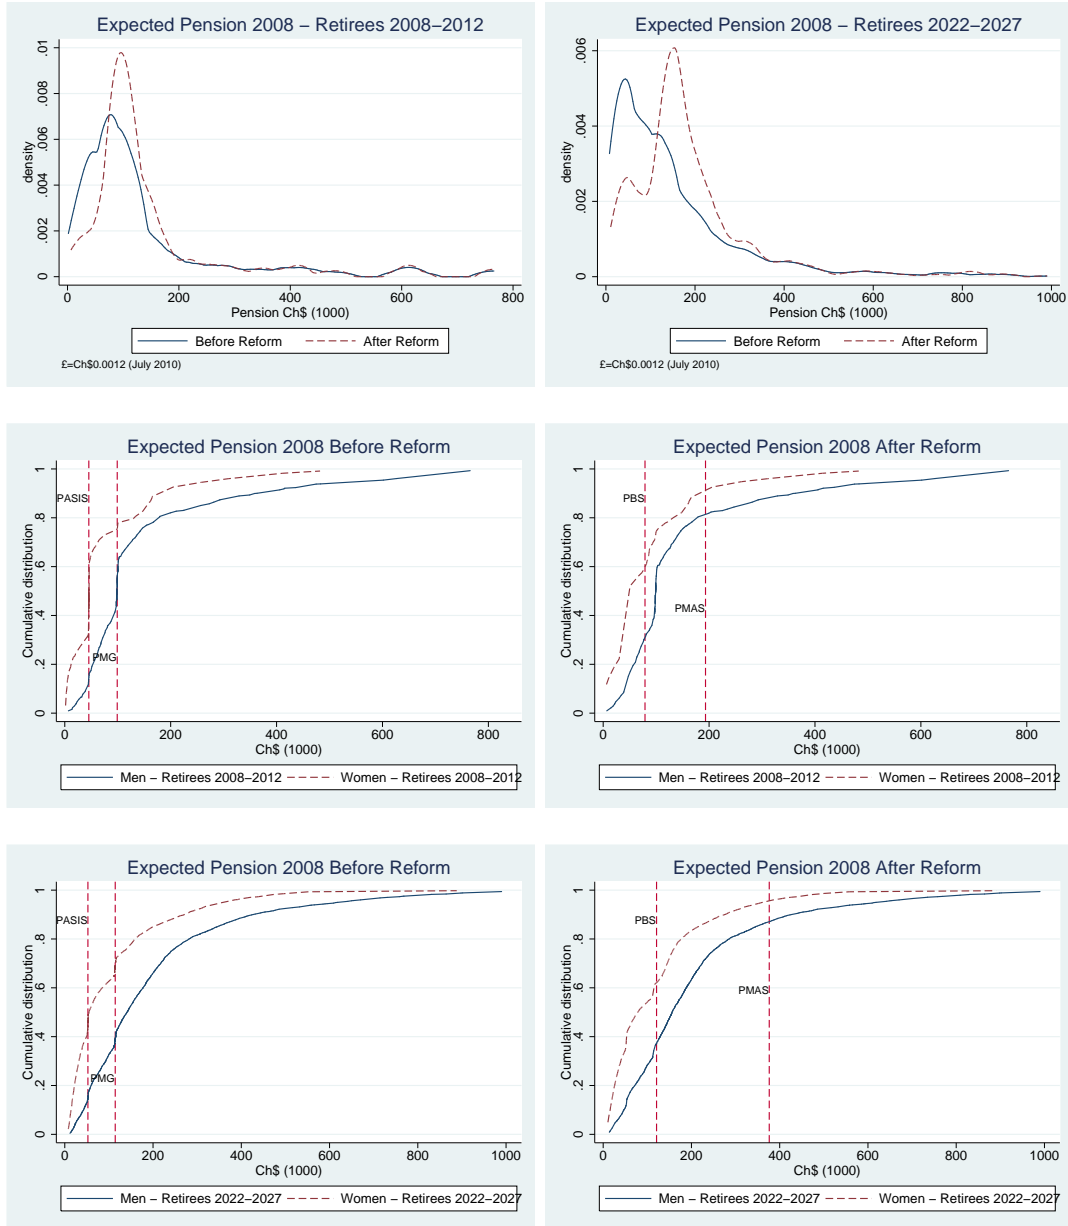 Expected Pension 2008 − Retirees 2008−2012
density
0 .002 .004 .006 .008 .01
0 200 400 600 800
Pension Ch$ (1000)
Before Reform After Reform
£=Ch$0.0012 (July 2010)
Expected Pension 2008 − Retirees 2022−2027
density
0 .002 .004 .006
0 200 400 600 800 1000
Pension Ch$ (1000)
Before Reform After Reform
£=Ch$0.0012 (July 2010)
Expected Pension 2008 Before Reform
Cumulative distribution
0 .2 .4 .6 .8 1
PASIS
PMG
0 200 400 600 800
Ch$ (1000)
Men − Retirees 2008−2012 Women − Retirees 2008−2012
Expected Pension 2008 After Reform
Cumulative distribution
0 .2 .4 .6 .8 1
PBS
PMAS
0 200 400 600 800
Ch$ (1000)
Men − Retirees 2008−2012 Women − Retirees 2008−2012
Expected Pension 2008 Before Reform
Cumulative distribution
0 .2 .4 .6 .8 1
PASIS
PMG
0 200 400 600 800 1000
Ch$ (1000)
Men − Retirees 2022−2027 Women − Retirees 2022−2027
Expected Pension 2008 After Reform
Cumulative distribution
0 .2 .4 .6 .8 1
PBS
PMAS
0 200 400 600 800 1000
Ch$ (1000)
Men − Retirees 2022−2027 Women − Retirees 2022−2027